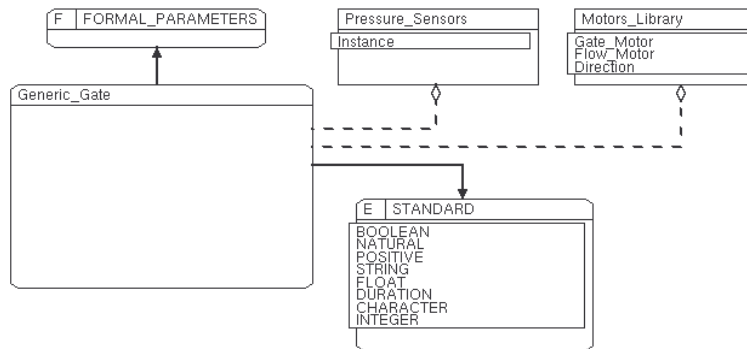 F FORMAL_PARAMETERS
Pressure_Sensors
Instance
Motors_Library
Gate_Motor
Flow_Motor
Direction
Generic_Gate
E STANDARD
BOOLEAN
NATURAL
POSITIVE
STRING
FLOAT
DURATION
CHARACTER
INTEGER